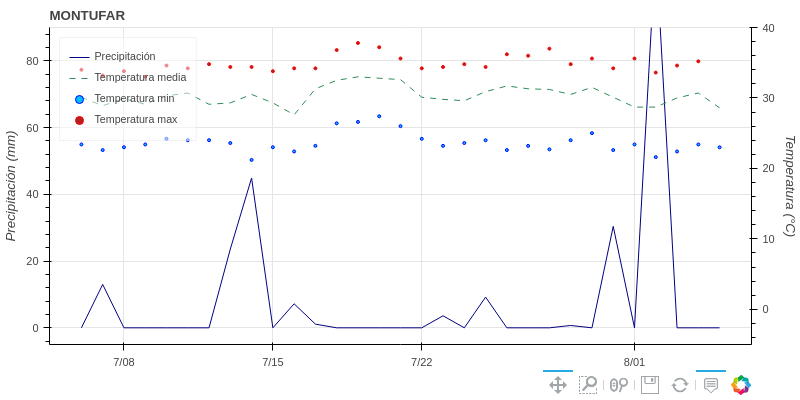 MONTUFAR
Precipitación
Temperatura media
Temperatura min
Temperatura max
Precipitación (mm)
80
60
40
20
0
40
30
20
10
0
Temperatura (°C)
7/08
7/15
7/22
8/01